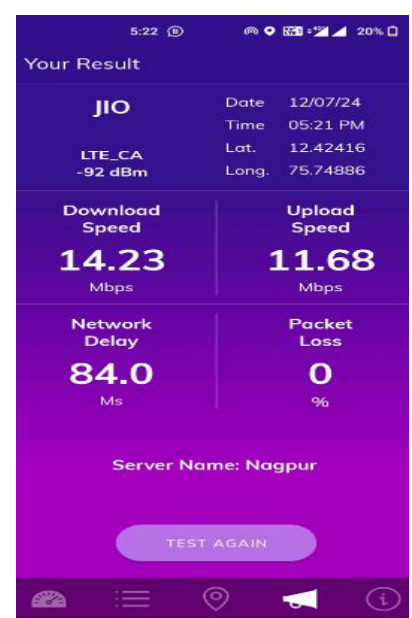 5:22 20%
Your Result
JIO
LTE_CA
-92 dBm
Date 12/07/24
Time 05:21 PM
Lat. 12.42416
Long. 75.74886
Download
Speed
14.23
Mbps
Upload
Speed
11.68
Mbps
Network
Delay
84.0
Ms
Packet
Loss
0
%
Server Name: Nagpur
TEST AGAIN